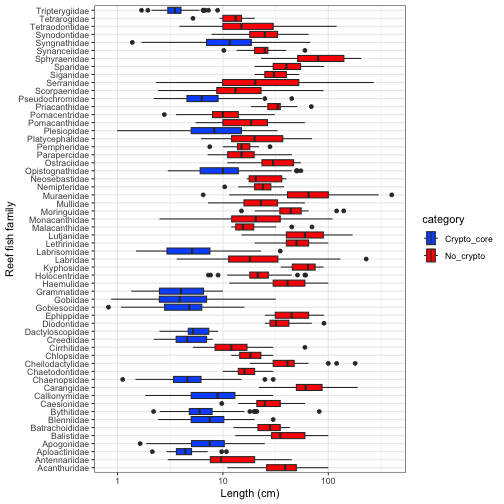 Tripterygiidae
Tetrarogidae
Tetraodontidae
Synodontidae
Syngnathidae
Synanceiidae
Sphyraenidae
Sparidae
Siganidae
Serranidae
Scorpaenidae
Pseudochromidae
Priacanthidae
Pomacentridae
Pomacanthidae
Plesiopidae
Platycephalidae
Pempheridae
Parapercidae
Ostraciidae
Opistognathidae
Neosebastidae
Nemipteridae
Muraenidae
Mullidae
Moringuidae
Monacanthidae
Malacanthidae
Lutjanidae
Lethrinidae
Labrisomidae
Labridae
Kyphosidae
Holocentridae
Haemulidae
Grammatidae
Gobiidae
Gobiesocidae
Ephippidae
Diodontidae
Dactyloscopidae
Creediidae
Cirrhitidae
Chlopsidae
Cheilodactylidae
Chaetodontidae
Chaenopsidae
Carangidae
Callionymidae
Caesionidae
Bythitidae
Blenniidae
Batrachoididae
Balistidae
Apogonidae
Aploactinidae
Antennariidae
Acanthuridae
Reef fish family
1
10
100
Length (cm)
category
Crypto_core
No_crypto